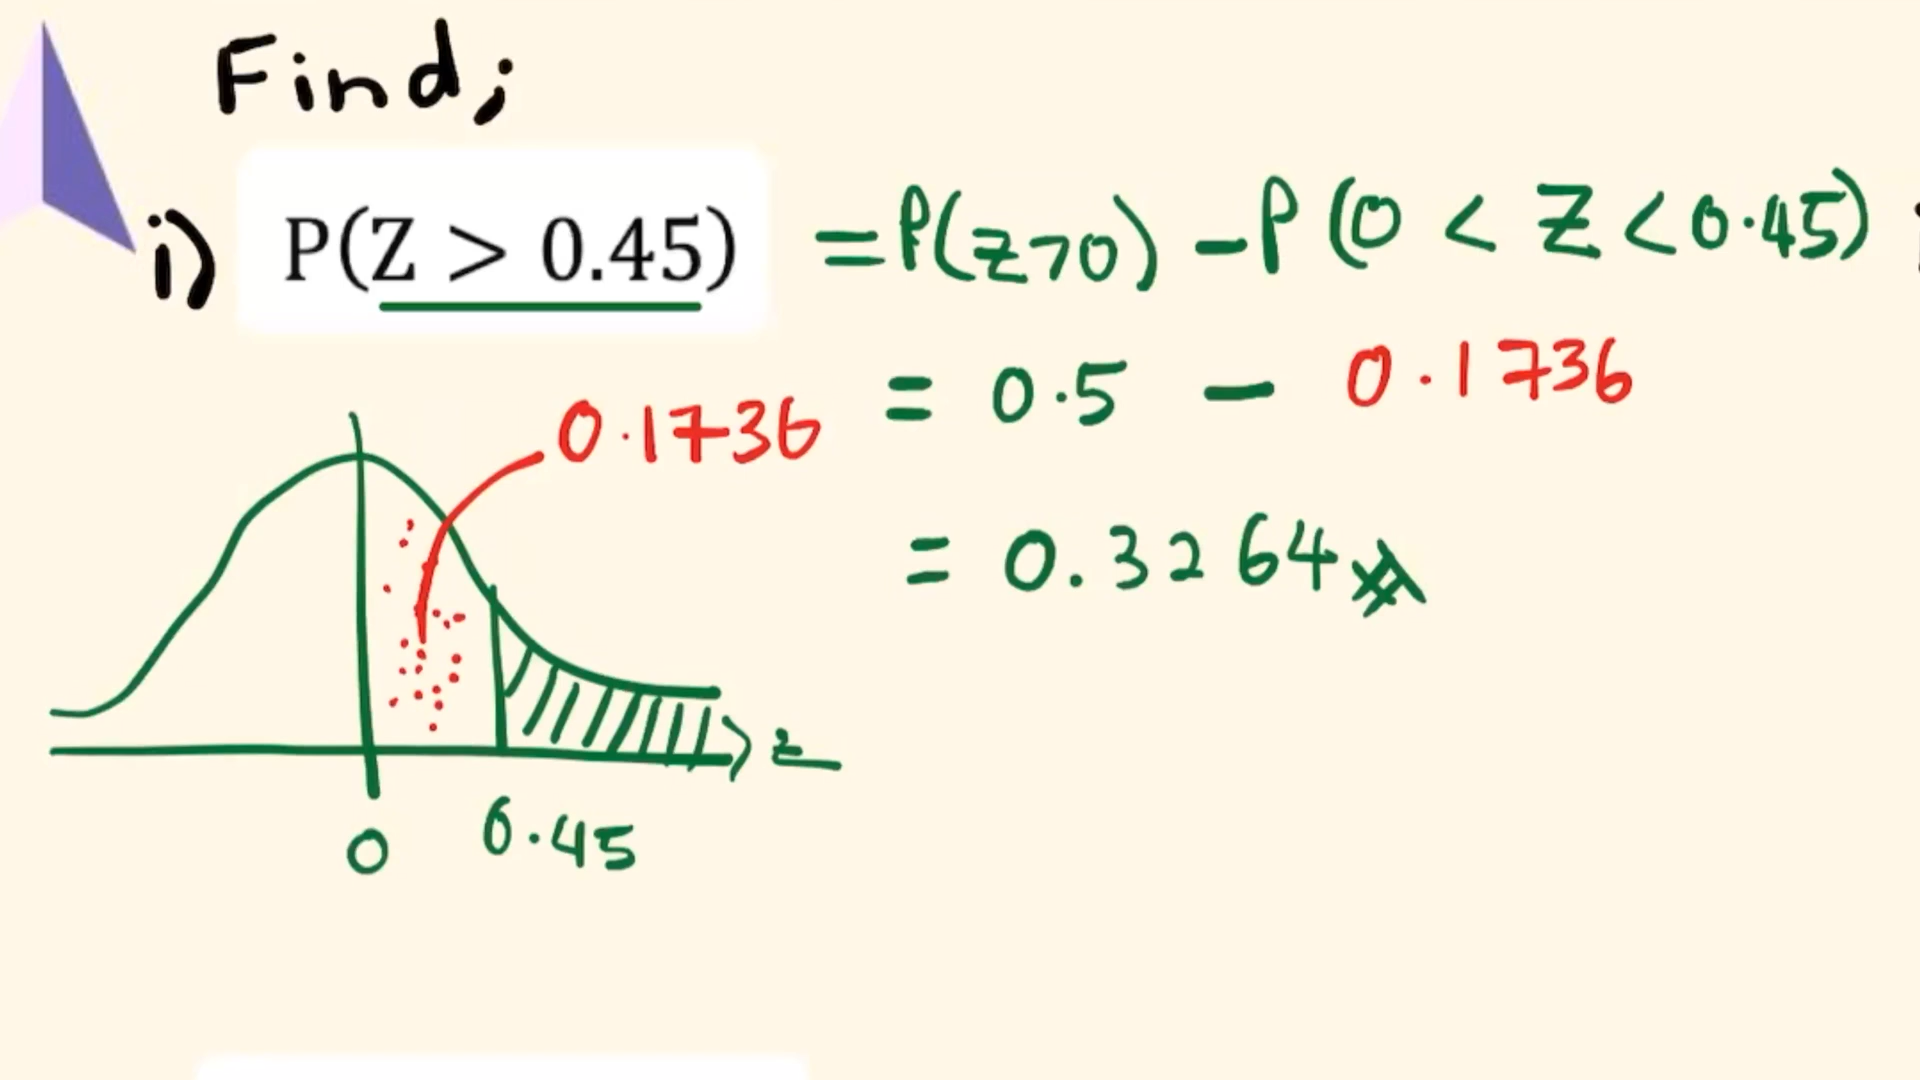 Find;
i) P(Z > 0.45) = P(Z>0) - P(0 < Z < 0.45)
= 0.5 - 0.1736
0.1736
= 0.3264
z
0 0.45